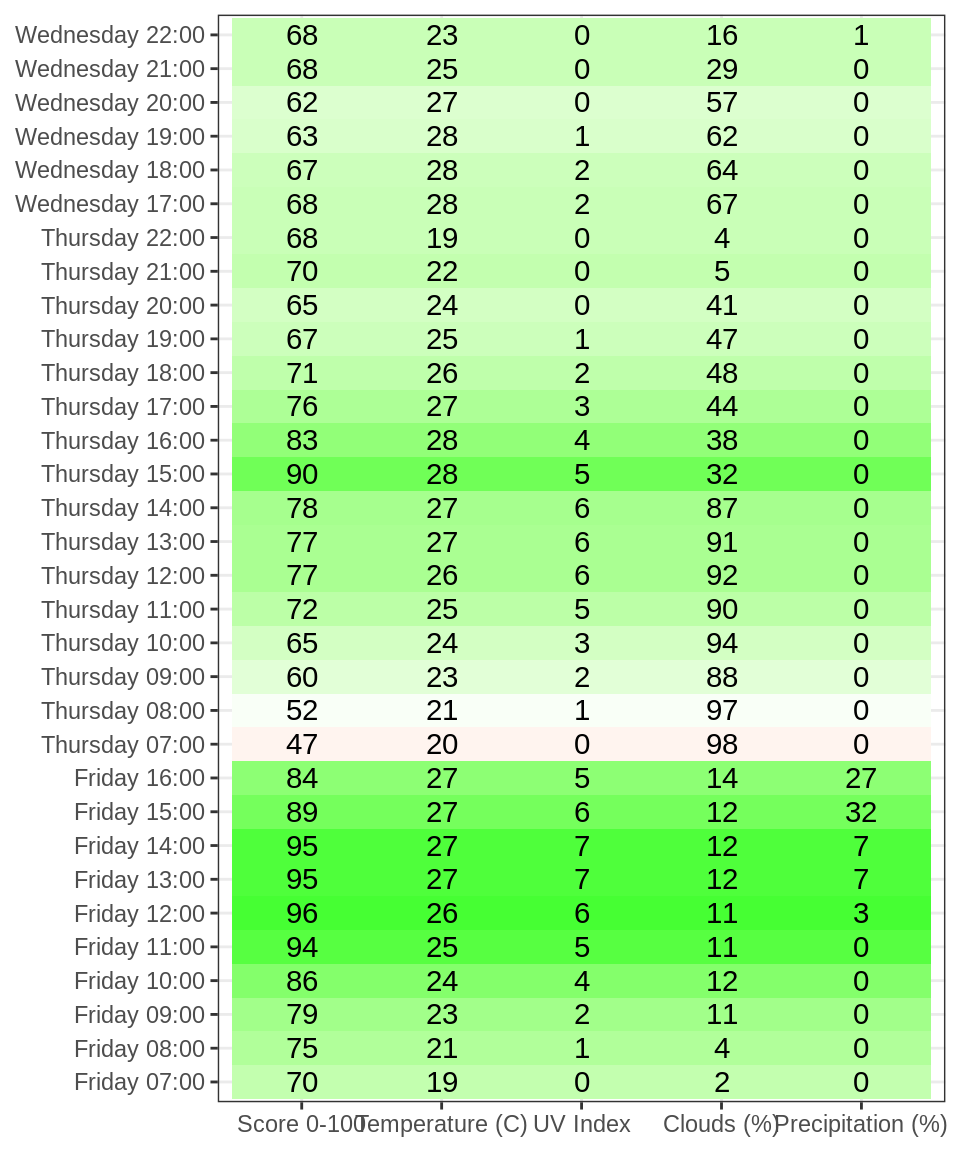 Wednesday 22:00 68 23 0 16 1
Wednesday 21:00 68 25 0 29 0
Wednesday 20:00 62 27 0 57 0
Wednesday 19:00 63 28 1 62 0
Wednesday 18:00 67 28 2 64 0
Wednesday 17:00 68 28 2 67 0
Thursday 22:00 68 19 0 4 0
Thursday 21:00 70 22 0 5 0
Thursday 20:00 65 24 0 41 0
Thursday 19:00 67 25 1 47 0
Thursday 18:00 71 26 2 48 0
Thursday 17:00 76 27 3 44 0
Thursday 16:00 83 28 4 38 0
Thursday 15:00 90 28 5 32 0
Thursday 14:00 78 27 6 87 0
Thursday 13:00 77 27 6 91 0
Thursday 12:00 77 26 6 92 0
Thursday 11:00 72 25 5 90 0
Thursday 10:00 65 24 3 94 0
Thursday 09:00 60 23 2 88 0
Thursday 08:00 52 21 1 97 0
Thursday 07:00 47 20 0 98 0
Friday 16:00 84 27 5 14 27
Friday 15:00 89 27 6 12 32
Friday 14:00 95 27 7 12 7
Friday 13:00 95 27 7 12 7
Friday 12:00 96 26 6 11 3
Friday 11:00 94 25 5 11 0
Friday 10:00 86 24 4 12 0
Friday 09:00 79 23 2 11 0
Friday 08:00 75 21 1 4 0
Friday 07:00 70 19 0 2 0
Score 0-100 Temperature (C) UV Index Clouds (%) Precipitation (%)